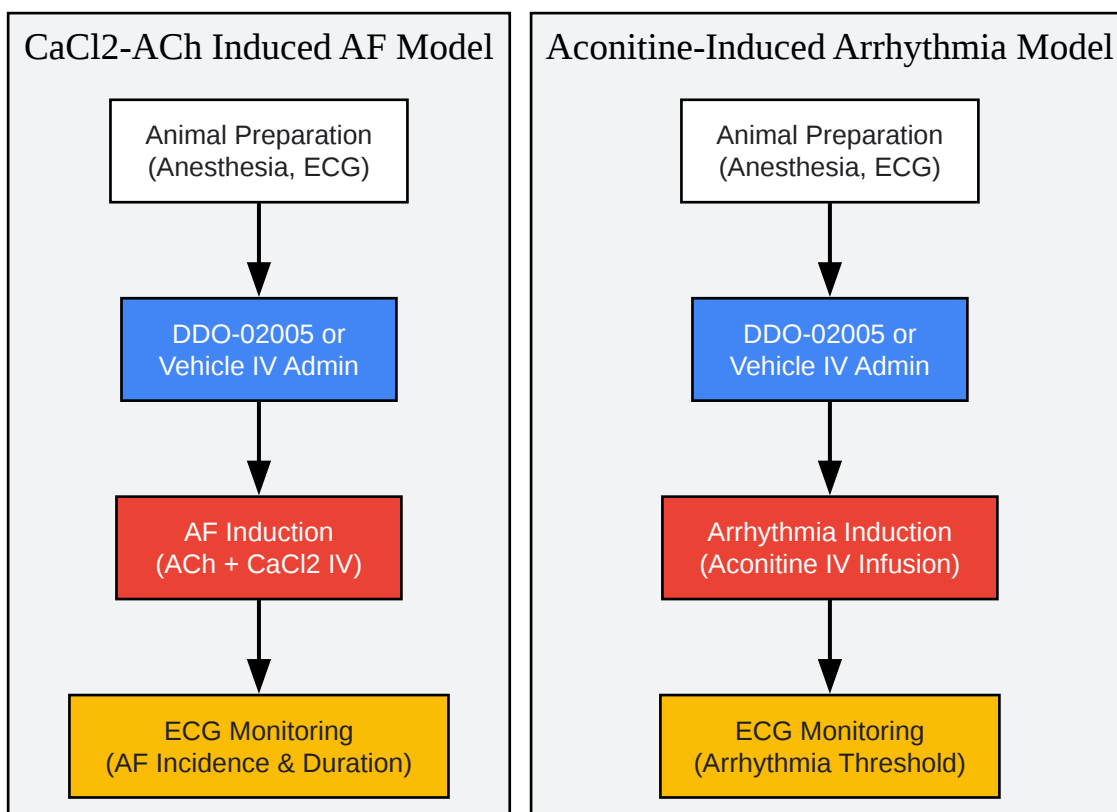 CaCl2-ACh Induced AF Model
Animal Preparation
(Anesthesia, ECG)
DDO-02005 or
Vehicle IV Admin
AF Induction
(ACh + CaCl2 IV)
ECG Monitoring
(AF Incidence & Duration)
Aconitine-Induced Arrhythmia Model
Animal Preparation
(Anesthesia, ECG)
DDO-02005 or
Vehicle IV Admin
Arrhythmia Induction
(Aconitine IV Infusion)
ECG Monitoring
(Arrhythmia Threshold)